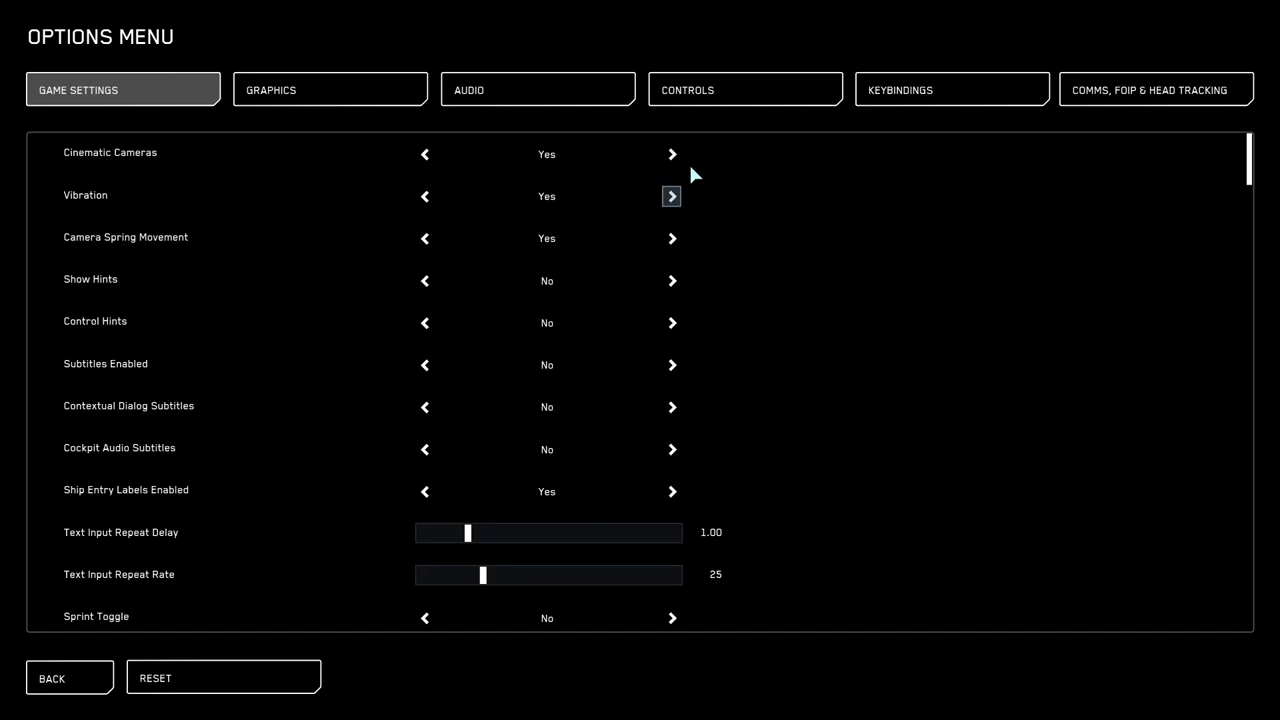 OPTIONS MENU
GAME SETTINGS
GRAPHICS
AUDIO
CONTROLS
KEYBINDINGS
COMMS, FOIP & HEAD TRACKING
Cinematic Cameras Yes
Vibration Yes
Camera Spring Movement Yes
Show Hints No
Control Hints No
Subtitles Enabled No
Contextual Dialog Subtitles No
Cockpit Audio Subtitles No
Ship Entry Labels Enabled Yes
Text Input Repeat Delay 1.00
Text Input Repeat Rate 25
Sprint Toggle No
BACK
RESET